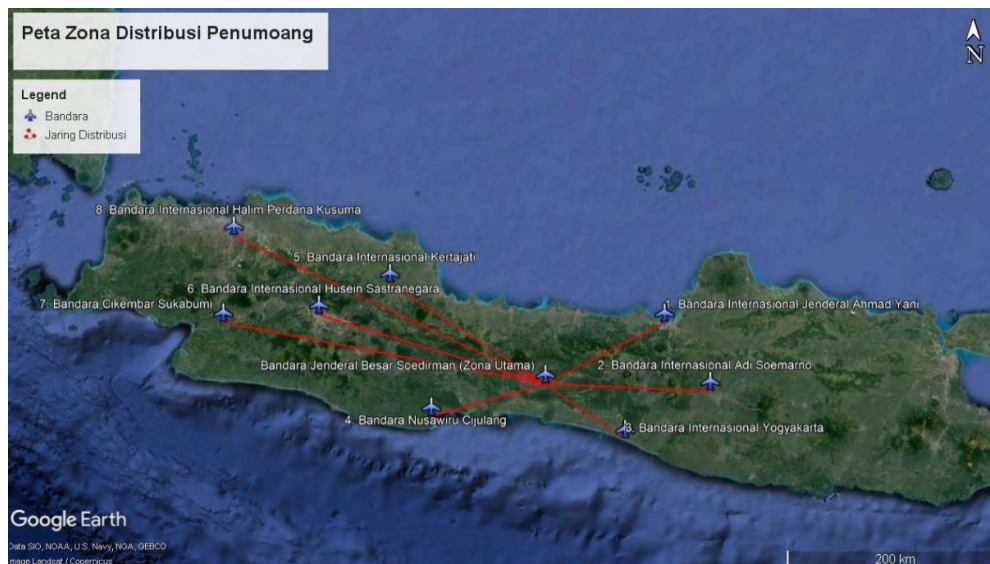 Peta Zona Distribusi Penumoang
N
Legend
Bandara
Jaring Distribusi
8. Bandara Internasional Halim Perdana Kusuma
5. Bandara Internasional Kertajati
6. Bandara Internasional Husein Sastranegara
7. Bandara Cikembar Sukabumi
1. Bandara Internasional Jenderal Ahmad Yani
Bandara Jenderal Besar Soedirman (Zona Utama)
2. Bandara Internasional Adi Soemarno
4. Bandara Nusawiru Cijulang
3. Bandara Internasional Yogyakarta
Google Earth
Data SIO, NOAA, U.S. Navy, NGA, GEBCO
Image Landsat / Copernicus
200 km